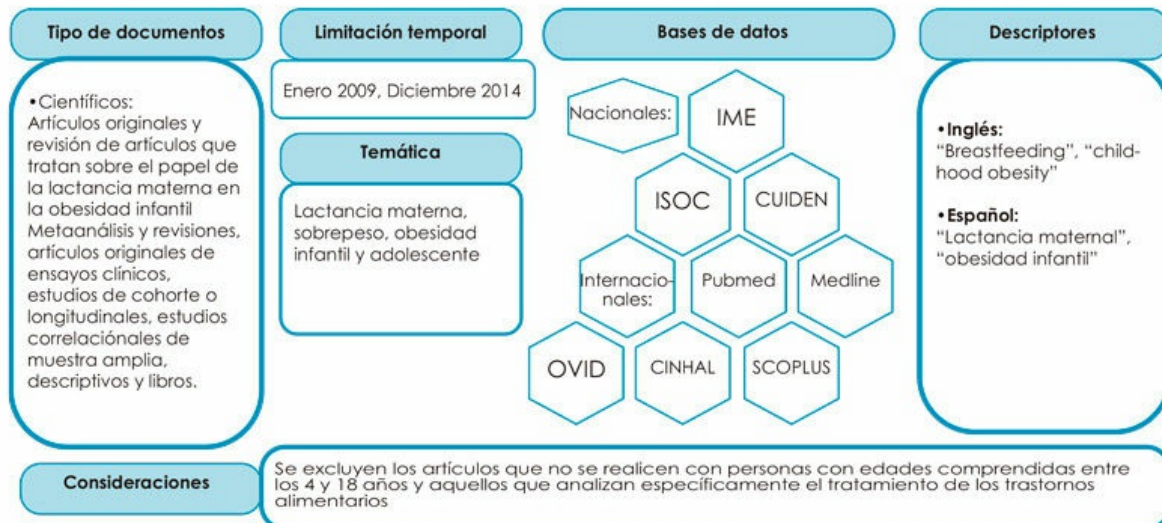 Tipo de documentos
•Científicos:
Artículos originales y
revisión de artículos que
tratan sobre el papel de
la lactancia materna en
la obesidad infantil
Metaanálisis y revisiones,
artículos originales de
ensayos clínicos,
estudios de cohorte o
longitudinales, estudios
correlaciónales de
muestra amplia,
descriptivos y libros.
Limitación temporal
Enero 2009, Diciembre 2014
Temática
Lactancia materna,
sobrepeso, obesidad
infantil y adolescente
Bases de datos
Nacionales:
IME
ISOC
CUIDEN
Internacio-
nales:
Pubmed
Medline
OVID
CINHAL
SCOPLUS
Descriptores
•Inglés:
“Breastfeeding”, “child-
hood obesity”
•Español:
“Lactancia maternal”,
“obesidad infantil”
Consideraciones
Se excluyen los artículos que no se realicen con personas con edades comprendidas entre
los 4 y 18 años y aquellos que analizan específicamente el tratamiento de los trastornos
alimentarios